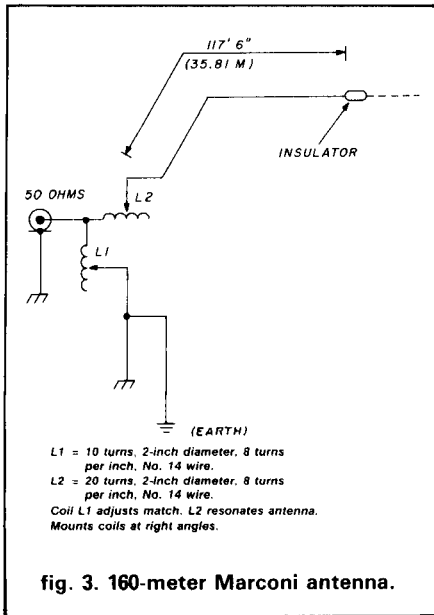 117' 6"
(35.81 M)
INSULATOR
50 OHMS
L2
L1
(EARTH)
L1 = 10 turns, 2-inch diameter, 8 turns
per inch, No. 14 wire.
L2 = 20 turns, 2-inch diameter, 8 turns
per inch, No. 14 wire.
Coil L1 adjusts match. L2 resonates antenna.
Mounts coils at right angles.
fig. 3. 160-meter Marconi antenna.